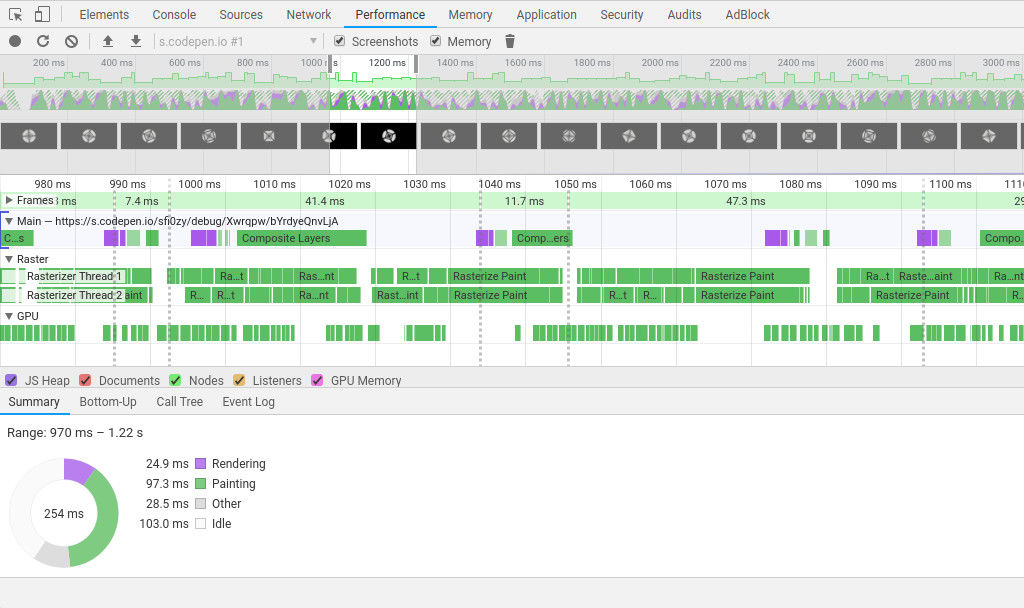 Elements Console Sources Network Performance Memory Application Security Audits AdBlock
s.codepen.io #1 Screenshots Memory
200 ms 400 ms 600 ms 800 ms 1000 s 1200 ms 1400 ms 1600 ms 1800 ms 2000 ms 2200 ms 2400 ms 2600 ms 2800 ms 3000 ms
980 ms 990 ms 1000 ms 1010 ms 1020 ms 1030 ms 1040 ms 1050 ms 1060 ms 1070 ms 1080 ms 1090 ms 1100 ms 111
Frames ms 7.4 ms 41.4 ms 11.7 ms 47.3 ms 29
Main — https://s.codepen.io/sfi0zy/debug/Xwrqpw/bYrdyeQnvLjA
C...s Composite Layers Comp...ers Compo.
Raster
Rasterizer Thread 1 Ra...t Ras...nt R...t Rasterize Paint Rasterize Paint Ra...t Raste...aint Ra...nt
Rasterizer Thread 2 aint R... R...t Ra...nt Rast...int Rasterize Paint R...t R... Rasterize Paint Rasterize Paint R..
GPU
JS Heap Documents Nodes Listeners GPU Memory
Summary Bottom-Up Call Tree Event Log
Range: 970 ms – 1.22 s
24.9 ms Rendering
97.3 ms Painting
254 ms
28.5 ms Other
103.0 ms Idle